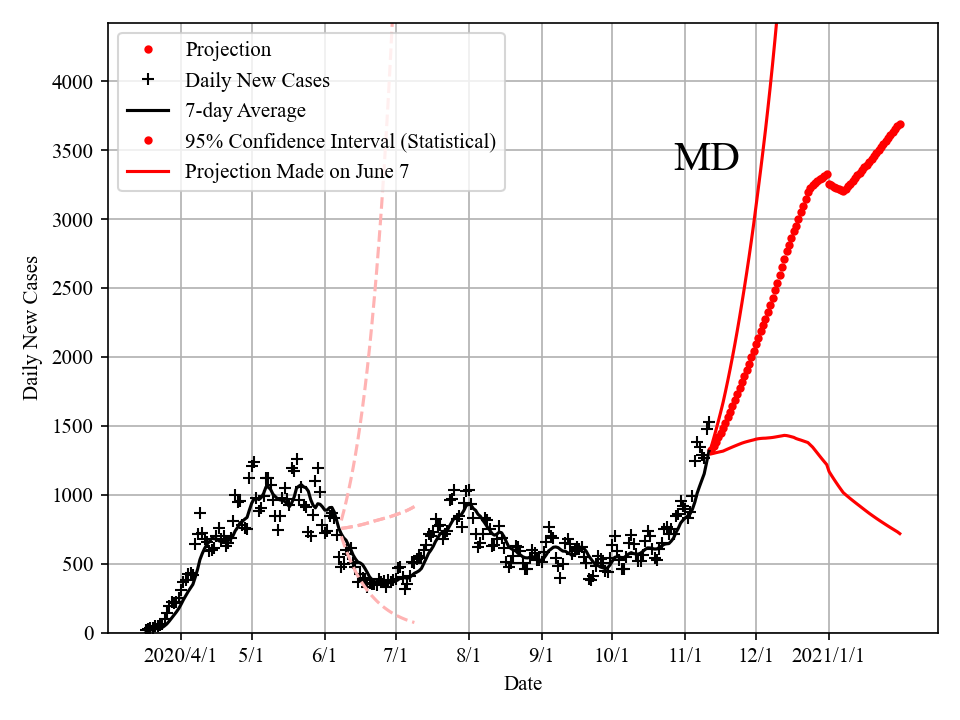 Projection
Daily New Cases
7-day Average
95% Confidence Interval (Statistical)
Projection Made on June 7
MD
4000
3500
3000
2500
2000
1500
1000
500
0
Daily New Cases
2020/4/1 5/1 6/1 7/1 8/1 9/1 10/1 11/1 12/1 2021/1/1
Date